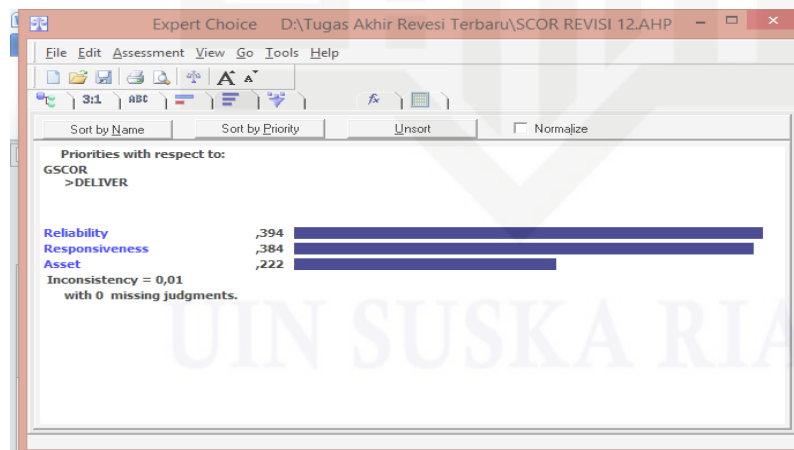 Expert Choice D:\Tugas Akhir Revesi Terbaru\SCOR REVISI 12.AHP
File Edit Assessment View Go Tools Help
A A
3:1 ABC fx
Sort by Name Sort by Priority Unsort Normalize
Priorities with respect to:
GSCOR
>DELIVER
Reliability ,394
Responsiveness ,384
Asset ,222
Inconsistency = 0,01
with 0 missing judgments.
UIN SUSKA RIA